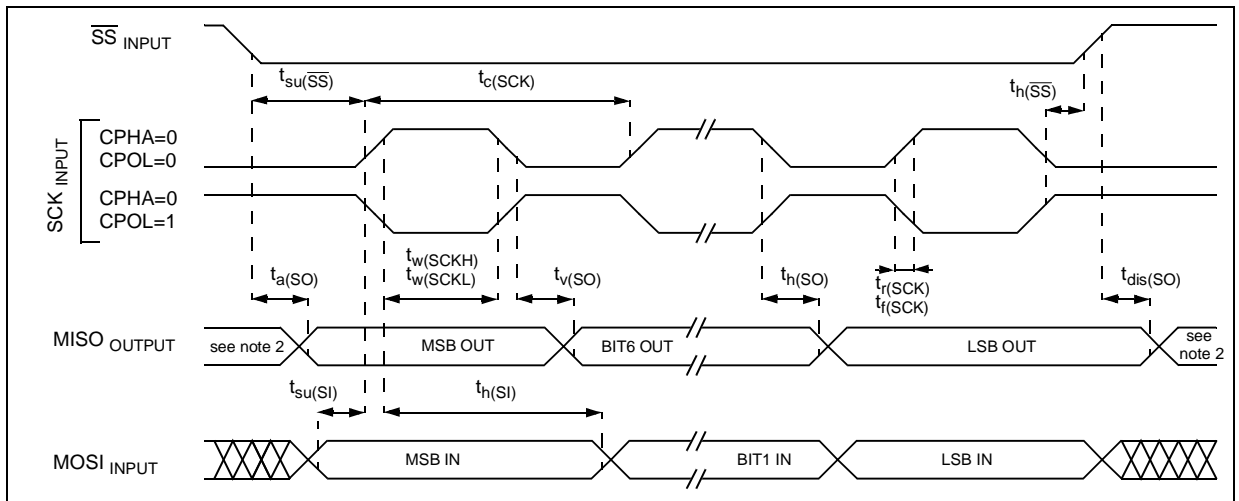 SS INPUT
tsu(SS)
tc(SCK)
th(SS)
SCK INPUT
CPHA=0
CPOL=0
CPHA=0
CPOL=1
ta(SO)
tw(SCKH)
tw(SCKL)
tv(SO)
th(SO)
tr(SCK)
tf(SCK)
tdis(SO)
MISO OUTPUT
see note 2
MSB OUT
BIT6 OUT
LSB OUT
see
note 2
tsu(SI)
th(SI)
MOSI INPUT
MSB IN
BIT1 IN
LSB IN